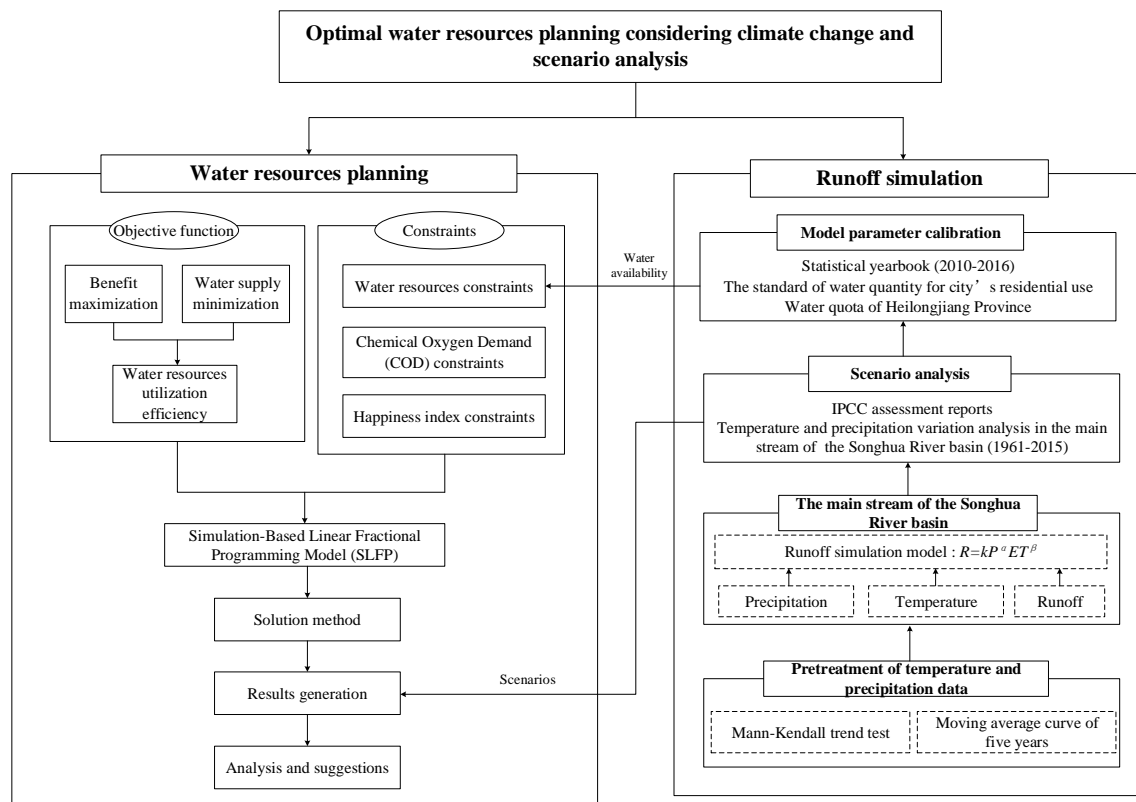 Optimal water resources planning considering climate change and
scenario analysis
Water resources planning
Objective function
Benefit
maximization
Water supply
minimization
Water resources
utilization
efficiency
Constraints
Water resources constraints
Chemical Oxygen Demand
(COD) constraints
Happiness index constraints
Simulation-Based Linear Fractional
Programming Model (SLFP)
Solution method
Results generation
Analysis and suggestions
Water
availability
Scenarios
Runoff simulation
Model parameter calibration
Statistical yearbook (2010-2016)
The standard of water quantity for city’s residential use
Water quota of Heilongjiang Province
Scenario analysis
IPCC assessment reports
Temperature and precipitation variation analysis in the main
stream of the Songhua River basin (1961-2015)
The main stream of the Songhua
River basin
Runoff simulation model : R=kP^α ET^β
Precipitation
Temperature
Runoff
Pretreatment of temperature and
precipitation data
Mann-Kendall trend test
Moving average curve of
five years